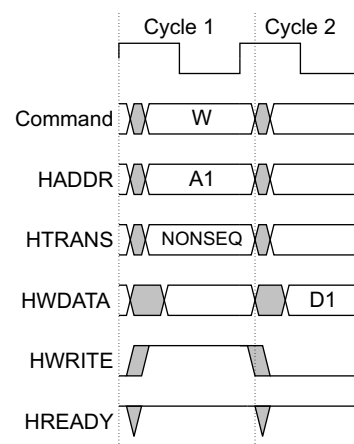 Cycle 1 Cycle 2
Command W
HADDR A1
HTRANS NONSEQ
HWDATA D1
HWRITE
HREADY